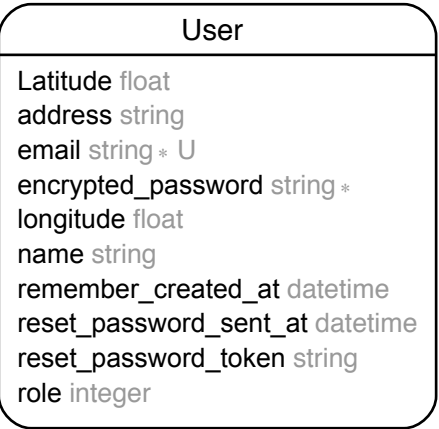 User
Latitude float
address string
email string * U
encrypted_password string *
longitude float
name string
remember_created_at datetime
reset_password_sent_at datetime
reset_password_token string
role integer